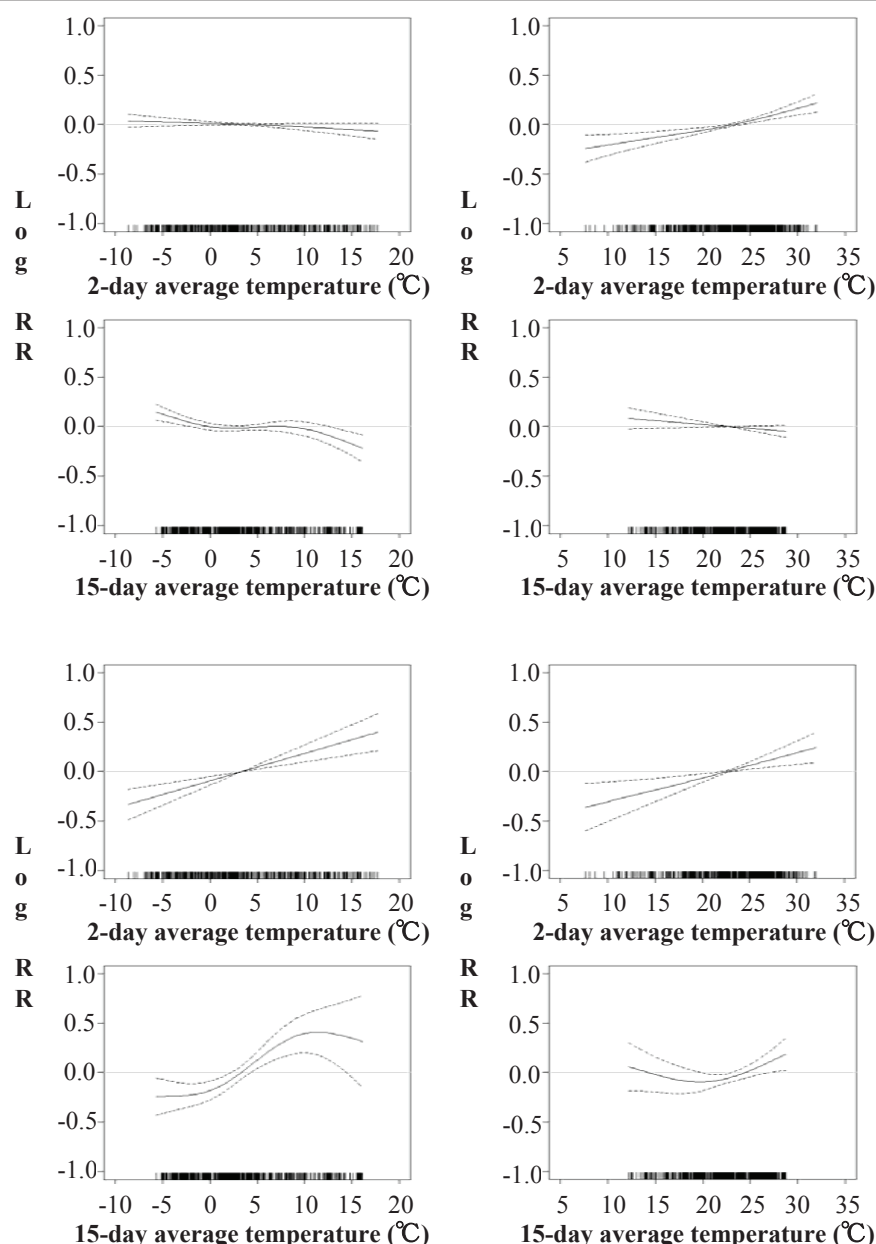 1.0 1.0
0.5 0.5
0.0 0.0
-0.5 -0.5
L L
-1.0 -1.0
o -10 -5 0 5 10 15 20 o 5 10 15 20 25 30 35
g 2-day average temperature (℃) g 2-day average temperature (℃)
R 1.0 R 1.0
R R
0.5 0.5
0.0 0.0
-0.5 -0.5
-1.0 -1.0
-10 -5 0 5 10 15 20 5 10 15 20 25 30 35
15-day average temperature (℃) 15-day average temperature (℃)
1.0 1.0
0.5 0.5
0.0 0.0
-0.5 -0.5
L L
-1.0 -1.0
o -10 -5 0 5 10 15 20 o 5 10 15 20 25 30 35
g 2-day average temperature (℃) g 2-day average temperature (℃)
R 1.0 R 1.0
R R
0.5 0.5
0.0 0.0
-0.5 -0.5
-1.0 -1.0
-10 -5 0 5 10 15 20 5 10 15 20 25 30 35
15-day average temperature (℃) 15-day average temperature (℃)